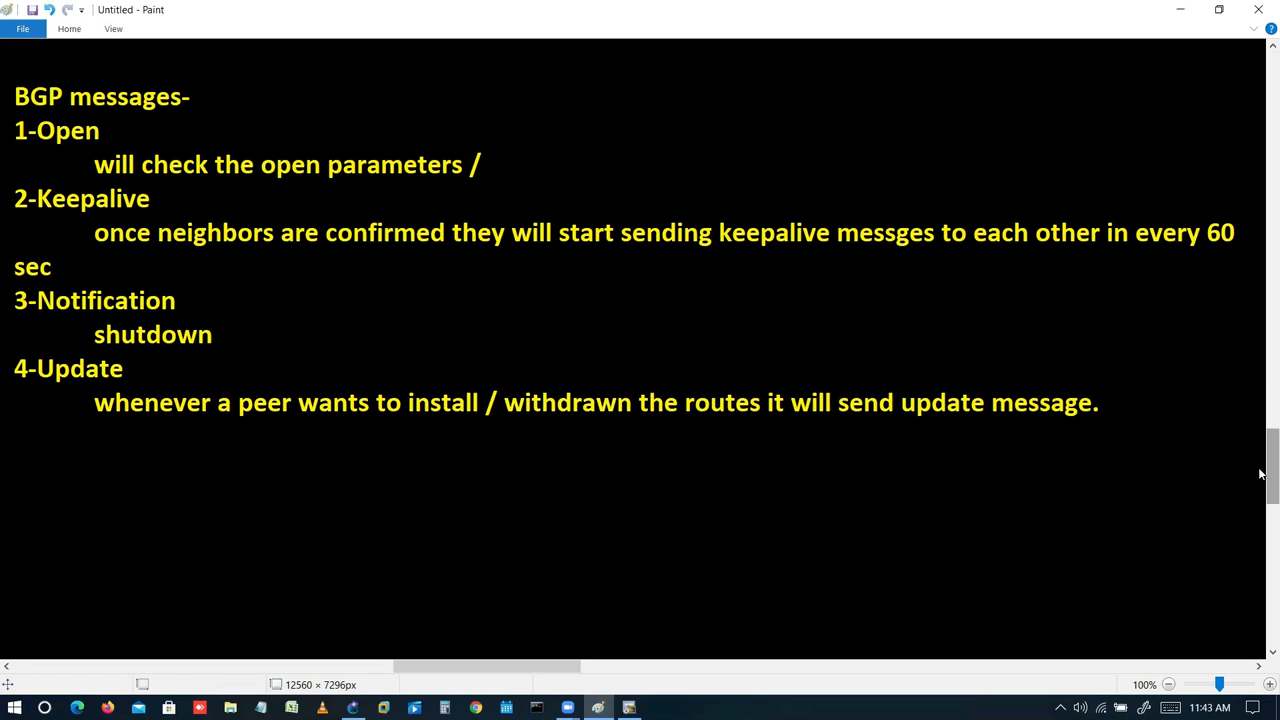 Untitled - Paint
File Home View
BGP messages-
1-Open
will check the open parameters /
2-Keepalive
once neighbors are confirmed they will start sending keepalive messges to each other in every 60
sec
3-Notification
shutdown
4-Update
whenever a peer wants to install / withdrawn the routes it will send update message.
12560 × 7296px
100%
11:43 AM